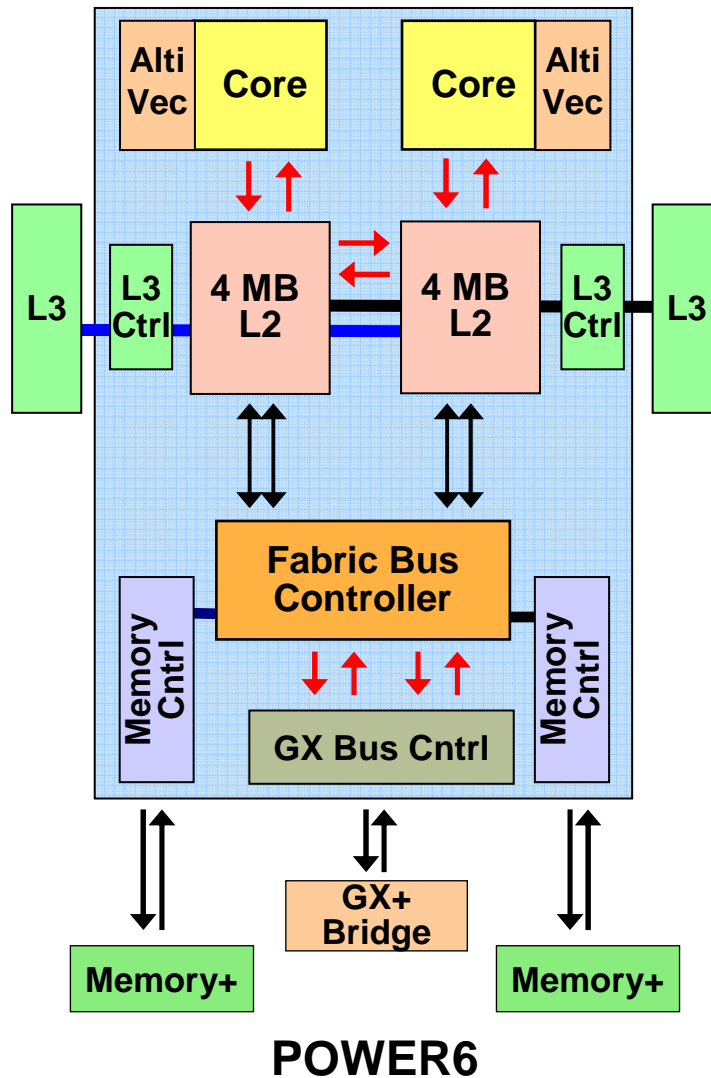 Alti
Vec
Core
Core
Alti
Vec
L3
L3
Ctrl
4 MB
L2
4 MB
L2
L3
Ctrl
L3
Fabric Bus
Controller
Memory
Cntrl
GX Bus Cntrl
Memory
Cntrl
GX+
Bridge
Memory+
Memory+
POWER6